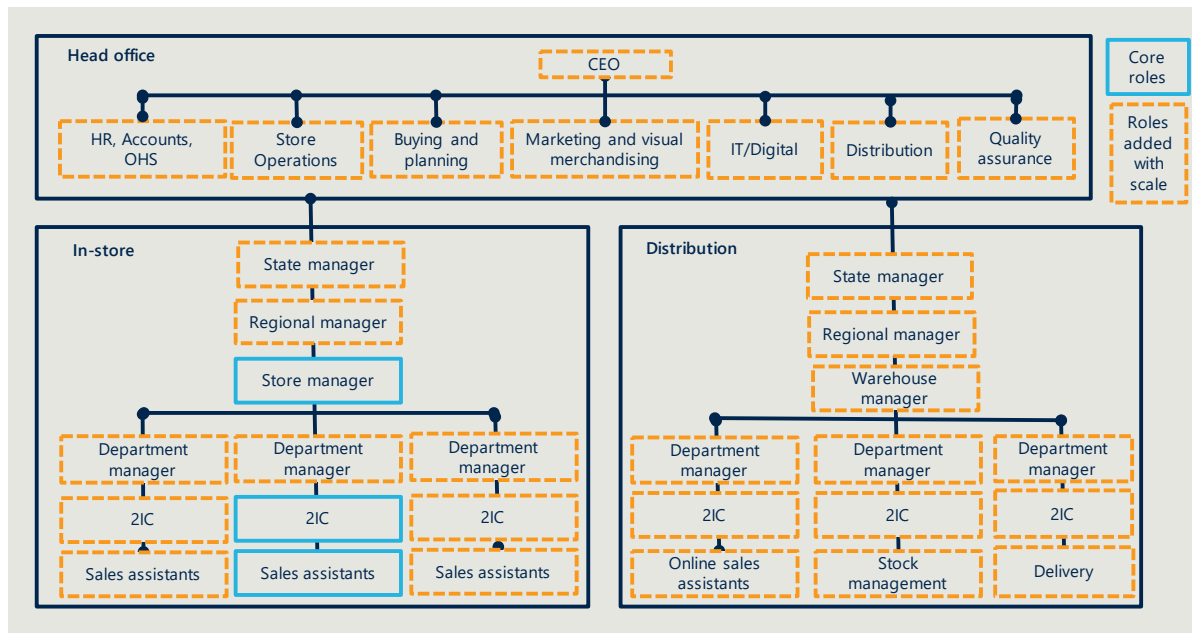 Head office
CEO
Core
roles
HR, Accounts,
OHS
Store
Operations
Buying and
planning
Marketing and visual
merchandising
IT/Digital
Distribution
Quality
assurance
Roles
added
with
scale
In-store
State manager
Regional manager
Store manager
Department
manager
Department
manager
Department
manager
2IC
2IC
2IC
Sales assistants
Sales assistants
Sales assistants
Distribution
State manager
Regional manager
Warehouse
manager
Department
manager
Department
manager
Department
manager
2IC
2IC
2IC
Online sales
assistants
Stock
management
Delivery